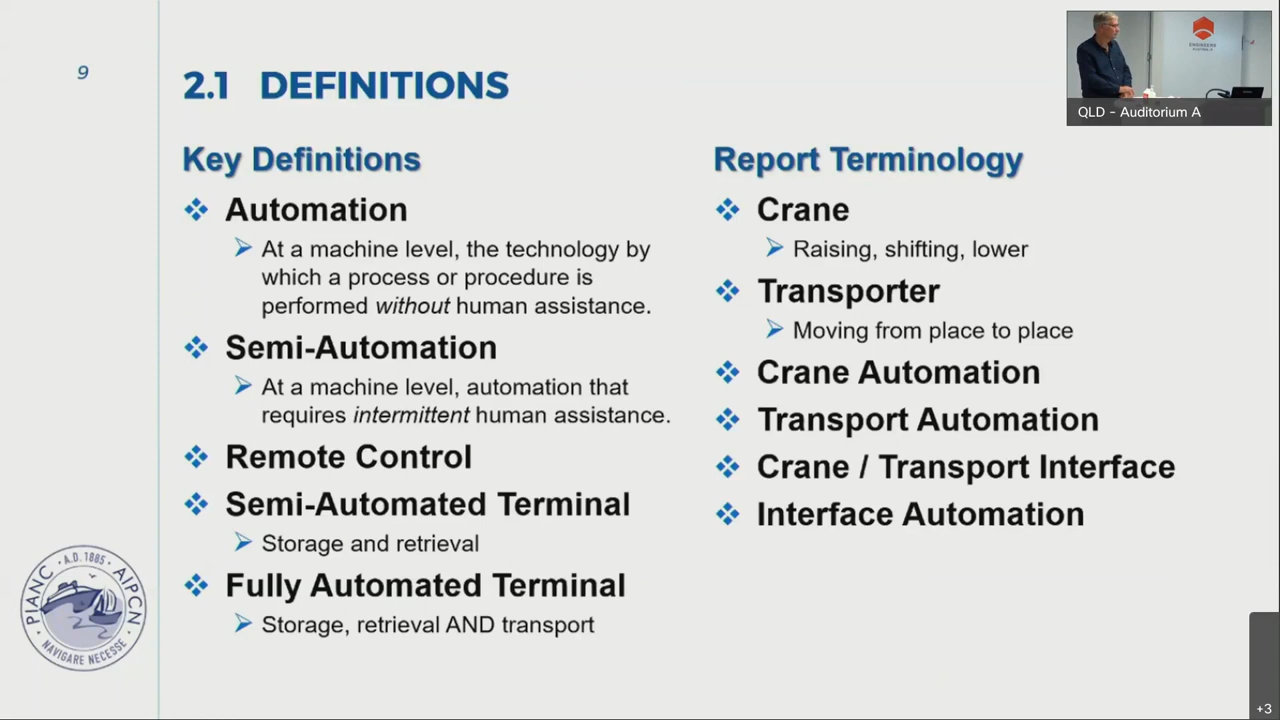 9
2.1 DEFINITIONS
Key Definitions
Automation
At a machine level, the technology by
which a process or procedure is
performed without human assistance.
Semi-Automation
At a machine level, automation that
requires intermittent human assistance.
Remote Control
Semi-Automated Terminal
Storage and retrieval
Fully Automated Terminal
Storage, retrieval AND transport
Report Terminology
Crane
Raising, shifting, lower
Transporter
Moving from place to place
Crane Automation
Transport Automation
Crane / Transport Interface
Interface Automation
ENGINEERS
AUSTRALIA
QLD - Auditorium A
PIANC · A.D. 1885 · AIPCN
· NAVIGARE NECESSE ·
+3